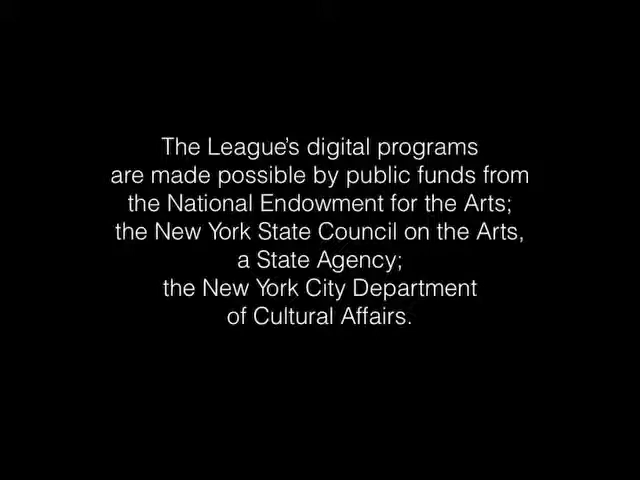 The League's digital programs
are made possible by public funds from
the National Endowment for the Arts;
the New York State Council on the Arts,
a State Agency;
the New York City Department
of Cultural Affairs.